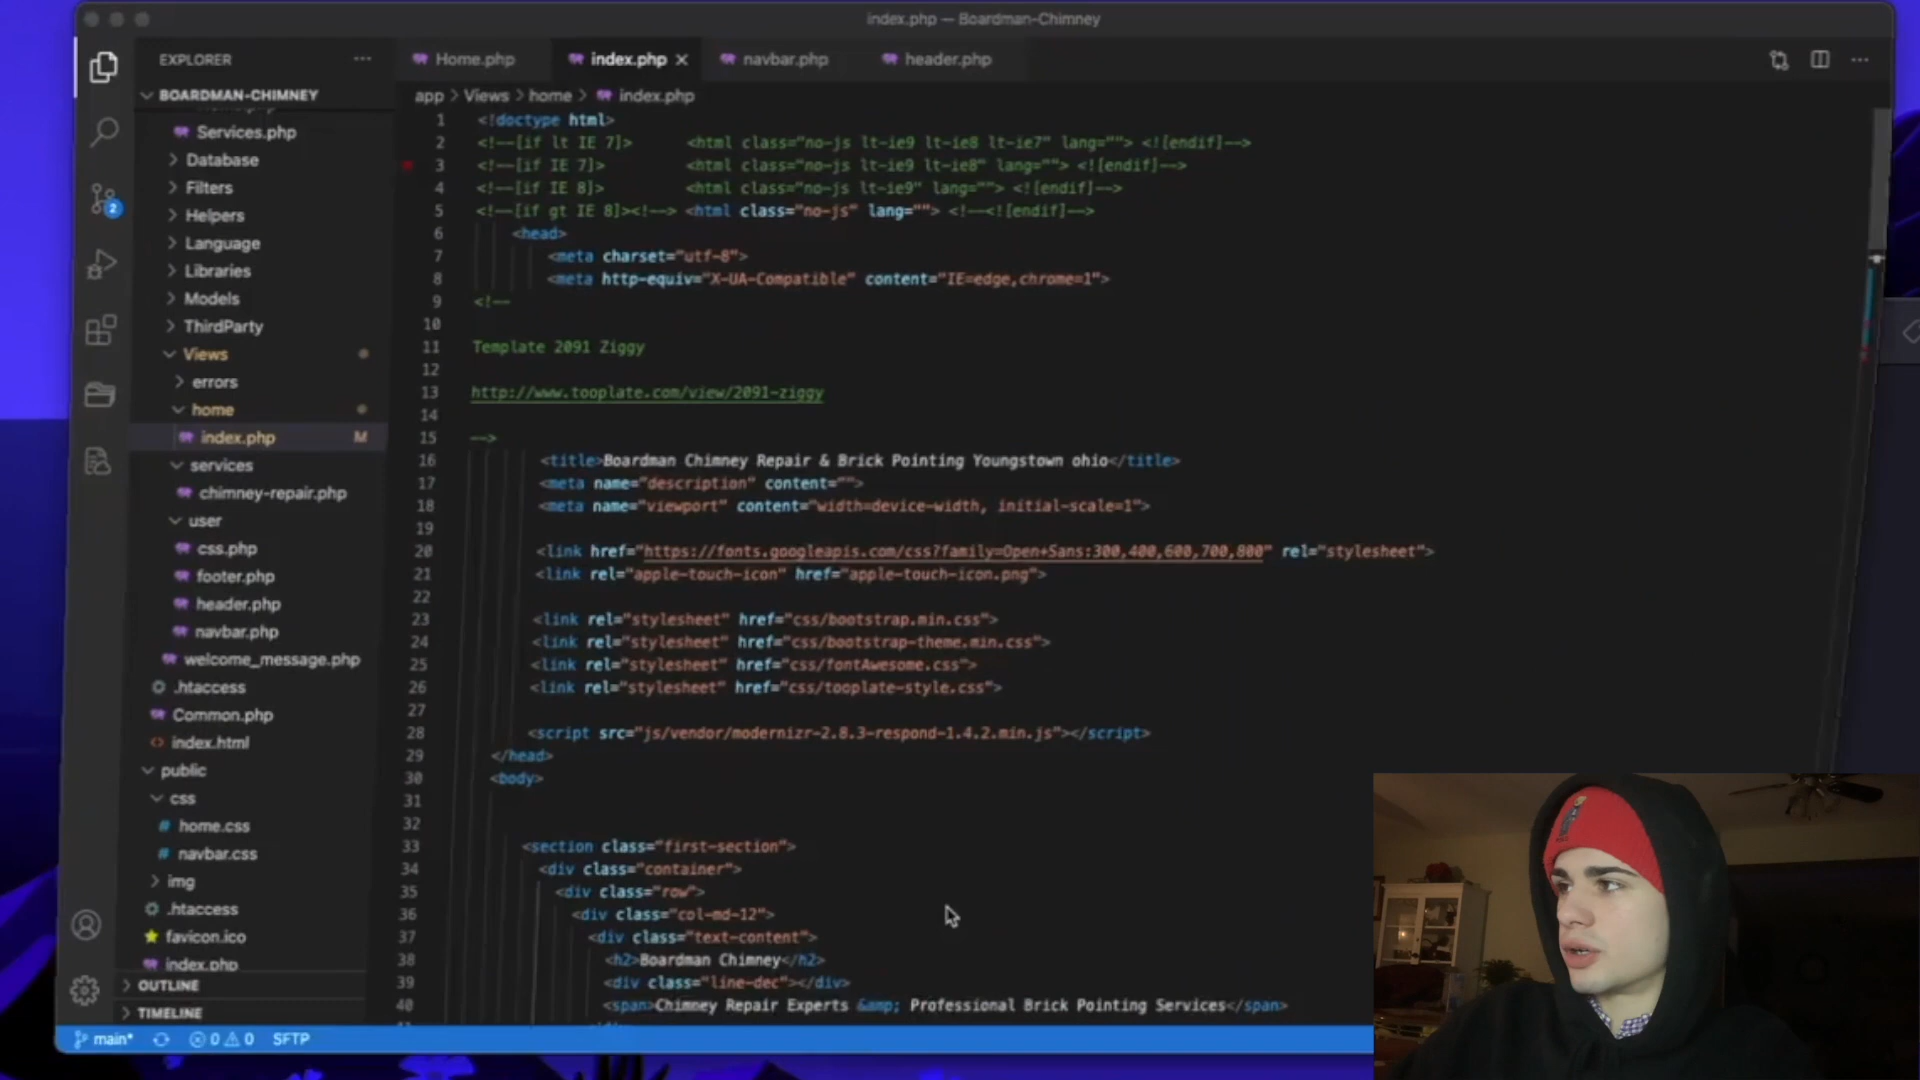 index.php — Boardman-Chimney
EXPLORER
Home.php
index.php
navbar.php
header.php
BOARDMAN-CHIMNEY
app > Views > home > index.php
Services.php
Database
Filters
Helpers
Language
Libraries
Models
ThirdParty
Views
errors
home
index.php M
services
chimney-repair.php
user
css.php
footer.php
header.php
navbar.php
welcome_message.php
.htaccess
Common.php
index.html
public
css
home.css
navbar.css
img
.htaccess
favicon.ico
index.php
OUTLINE
TIMELINE
2
1 <!doctype html>
2 <!--[if lt IE 7]> <html class="no-js lt-ie9 lt-ie8 lt-ie7" lang=""> <![endif]-->
3 <!--[if IE 7]> <html class="no-js lt-ie9 lt-ie8" lang=""> <![endif]-->
4 <!--[if IE 8]> <html class="no-js lt-ie9" lang=""> <![endif]-->
5 <!--[if gt IE 8]><!--> <html class="no-js" lang=""> <!--<![endif]-->
6 <head>
7 <meta charset="utf-8">
8 <meta http-equiv="X-UA-Compatible" content="IE=edge,chrome=1">
9 <!--
10
11 Template 2091 Ziggy
12
13 http://www.tooplate.com/view/2091-ziggy
14
15 -->
16 <title>Boardman Chimney Repair & Brick Pointing Youngstown ohio</title>
17 <meta name="description" content="">
18 <meta name="viewport" content="width=device-width, initial-scale=1">
19
20 <link href="https://fonts.googleapis.com/css?family=Open+Sans:300,400,600,700,800" rel="stylesheet">
21 <link rel="apple-touch-icon" href="apple-touch-icon.png">
22
23 <link rel="stylesheet" href="css/bootstrap.min.css">
24 <link rel="stylesheet" href="css/bootstrap-theme.min.css">
25 <link rel="stylesheet" href="css/fontAwesome.css">
26 <link rel="stylesheet" href="css/tooplate-style.css">
27
28 <script src="js/vendor/modernizr-2.8.3-respond-1.4.2.min.js"></script>
29 </head>
30 <body>
31
32
33 <section class="first-section">
34 <div class="container">
35 <div class="row">
36 <div class="col-md-12">
37 <div class="text-content">
38 <h2>Boardman Chimney</h2>
39 <div class="line-dec"></div>
40 <span>Chimney Repair Experts &amp; Professional Brick Pointing Services</span>
main* 0 0 SFTP